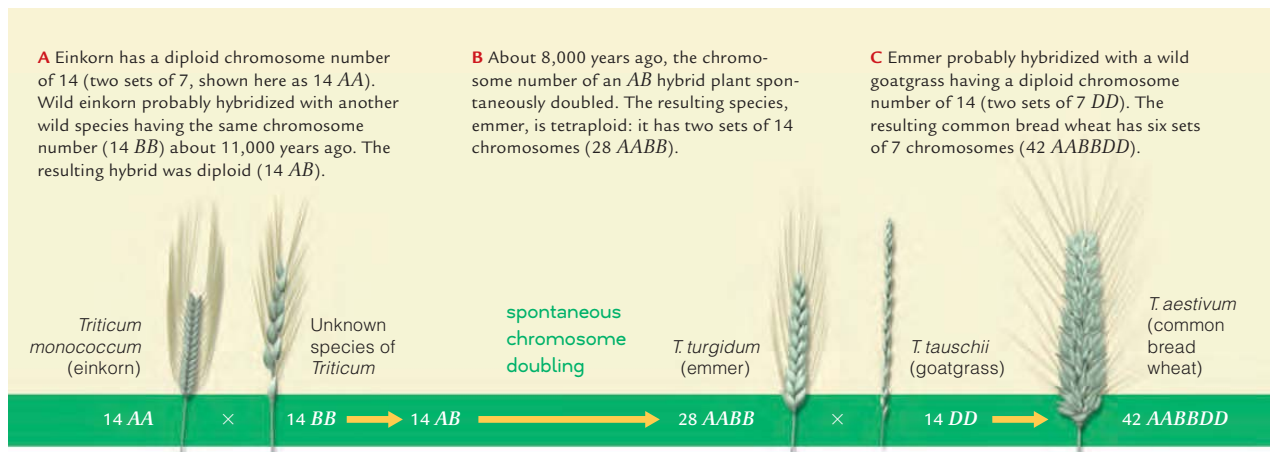 A Einkorn has a diploid chromosome number
of 14 (two sets of 7, shown here as 14 AA).
Wild einkorn probably hybridized with another
wild species having the same chromosome
number (14 BB) about 11,000 years ago. The
resulting hybrid was diploid (14 AB).
B About 8,000 years ago, the chromo-
some number of an AB hybrid plant spon-
taneously doubled. The resulting species,
emmer, is tetraploid: it has two sets of 14
chromosomes (28 AABB).
C Emmer probably hybridized with a wild
goatgrass having a diploid chromosome
number of 14 (two sets of 7 DD). The
resulting common bread wheat has six sets
of 7 chromosomes (42 AABBDD).
Triticum
monococcum
(einkorn)
Unknown
species of
Triticum
spontaneous
chromosome
doubling
T. turgidum
(emmer)
T. tauschii
(goatgrass)
T. aestivum
(common
bread
wheat)
14 AA × 14 BB 14 AB 28 AABB × 14 DD 42 AABBDD